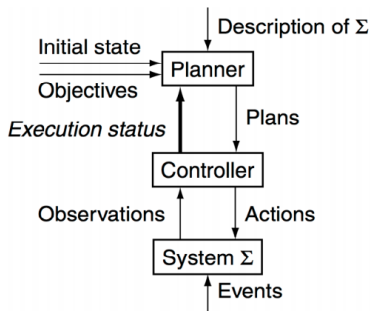 Description of Σ
Initial state
Planner
Objectives
Execution status
Plans
Controller
Observations
Actions
System Σ
Events